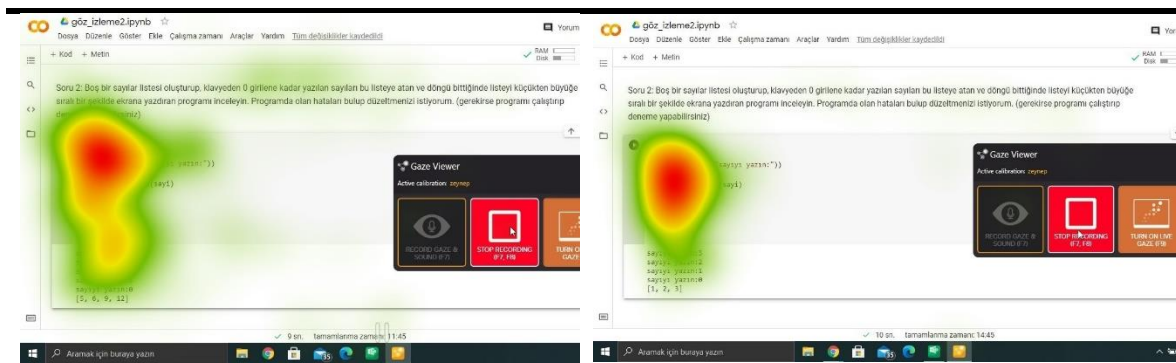 göz_izleme2.ipynb
Yorum
Dosya Düzenle Göster Ekle Çalışma zamanı Araçlar Yardım Tüm değişiklikler kaydedildi
+ Kod + Metin
RAM
Disk
Soru 2: Boş bir sayılar listesi oluşturup, klavyeden 0 girilene kadar yazılan sayıları bu listeye atan ve döngü bittiğinde listeyi küçükten büyüğe
sıralı bir şekilde ekrana yazdıran programı inceleyin. Programda olan hataları bulup düzeltmenizi istiyorum. (gerekirse programı çalıştırıp
yazın:"))
sayi)
Gaze Viewer
Active calibration: zeynep
RECORD GAZE & SOUND (F7)
STOP RECORDING (F7, F8)
TURN O
GAZE
sayıyı yazın:0
[5, 6, 9, 12]
9 sn. tamamlanma zamanı: 11:45
Aramak için buraya yazın
35
göz_izleme2.ipynb
Yor
Dosya Düzenle Göster Ekle Çalışma zamanı Araçlar Yardım Tüm değişiklikler kaydedildi
+ Kod + Metin
RAM
Disk
Soru 2: Boş bir sayılar listesi oluşturup, klavyeden 0 girilene kadar yazılan sayıları bu listeye atan ve döngü bittiğinde listeyi küçükten büyüğe
sıralı bir şekilde ekrana yazdıran programı inceleyin. Programda olan hataları bulup düzeltmenizi istiyorum. (gerekirse programı çalıştırıp
deneme yapabilirsiniz)
sayıyı yazın:"))
sayi)
Gaze Viewer
Active calibration: zeynep
RECORD GAZE & SOUND (F7)
STOP RECORDING (F7, F8)
TURN ON LIVE GAZE (F9)
sayıyı yazın:2
sayıyı yazın:1
sayıyı yazın:0
[1, 2, 3]
10 sn. tamamlanma zamanı: 14:45
Aramak için buraya yazın
35